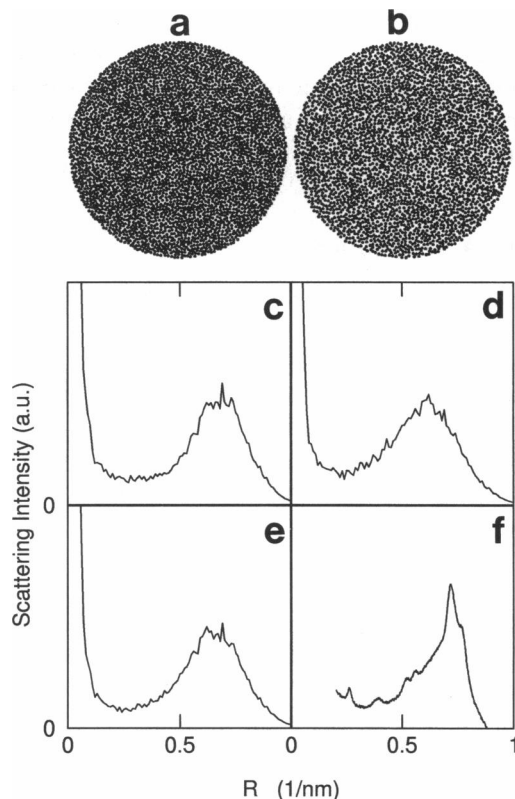 a b
c d
e f
Scattering Intensity (a.u.)
0
0
0 0.5 0 0.5 1
R (1/nm)